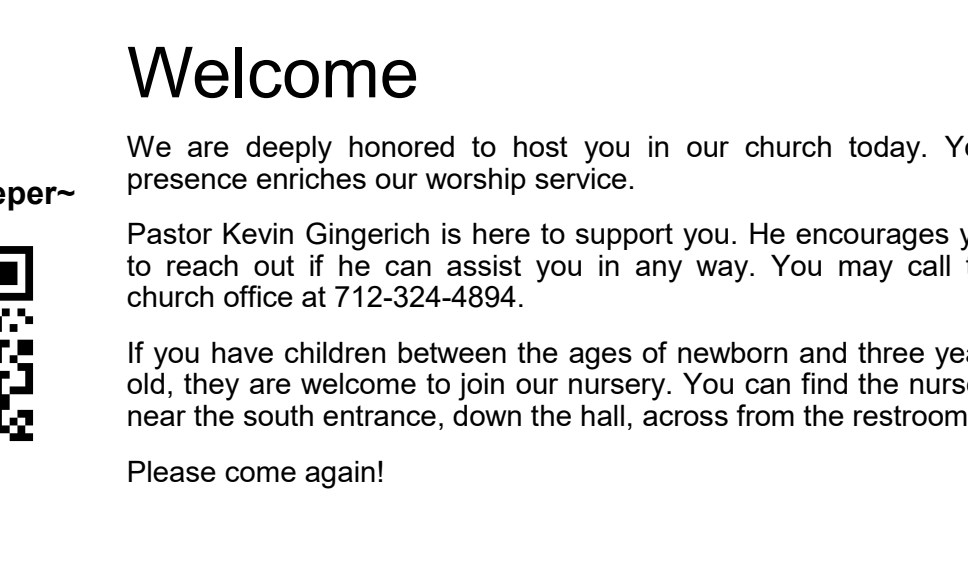 Welcome
We are deeply honored to host you in our church today.
presence enriches our worship service.
eper~
Pastor Kevin Gingerich is here to support you. He encourages
to reach out if he can assist you in any way. You may call
church office at 712-324-4894.
If you have children between the ages of newborn and three
old, they are welcome to join our nursery. You can find the
near the south entrance, down the hall, across from the restroom
Please come again!